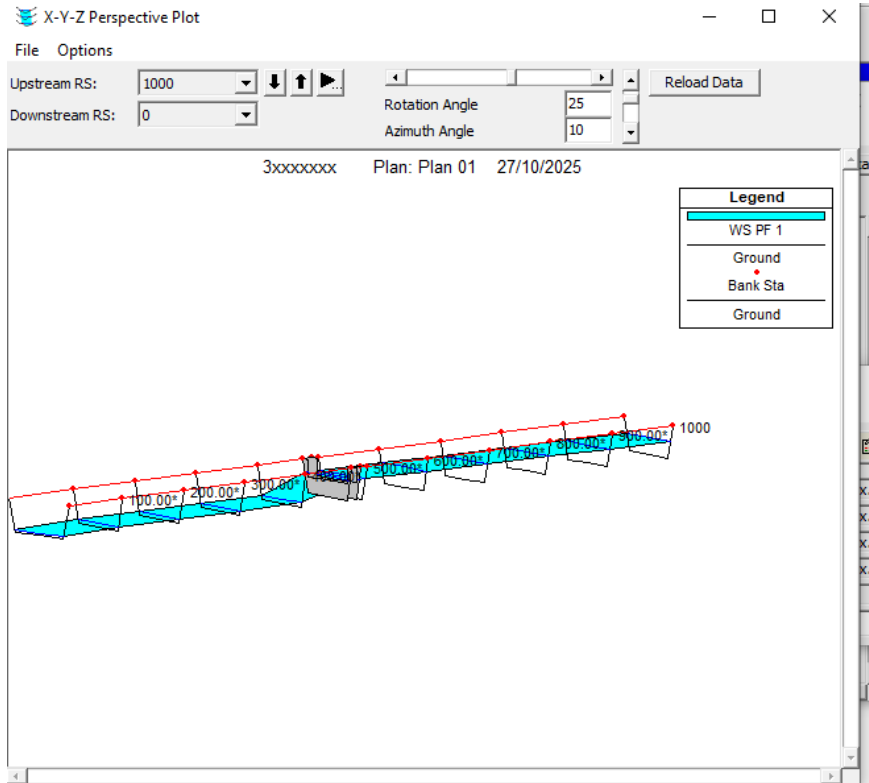 X-Y-Z Perspective Plot
File Options
Upstream RS: 1000
Downstream RS: 0
Rotation Angle 25
Azimuth Angle 10
Reload Data
3xxxxxxx Plan: Plan 01 27/10/2025
Legend
WS PF 1
Ground
Bank Sta
Ground
1000
900.00*
800.00*
700.00*
600.00*
500.00*
300.00*
200.00*
100.00*